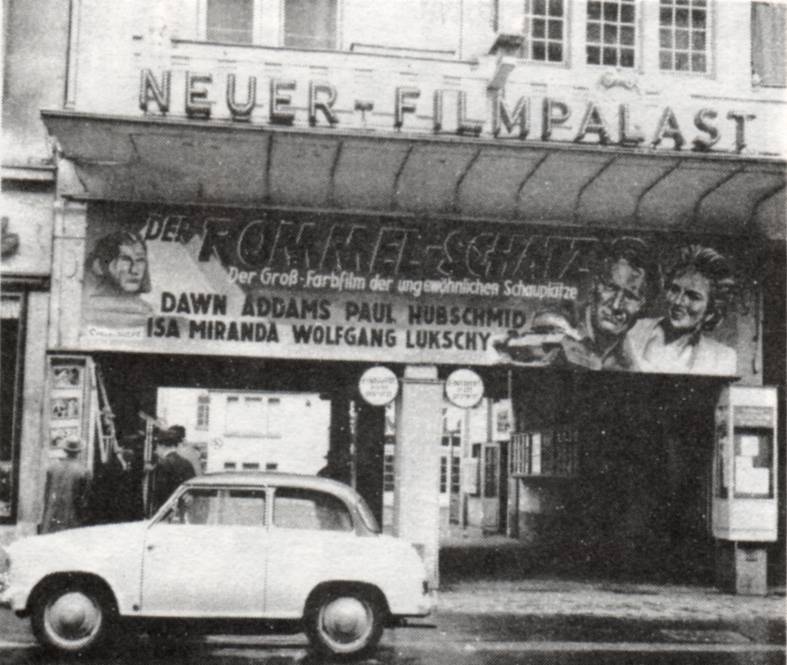 NEUER-FILMPALAST
DER ROMMEL-SCHATZ
Der Groß-Farbfilm der ungewöhnlichen Schauplätze
DAWN ADDAMS PAUL HUBSCHMID
ISA MIRANDA WOLFGANG LUKSCHY